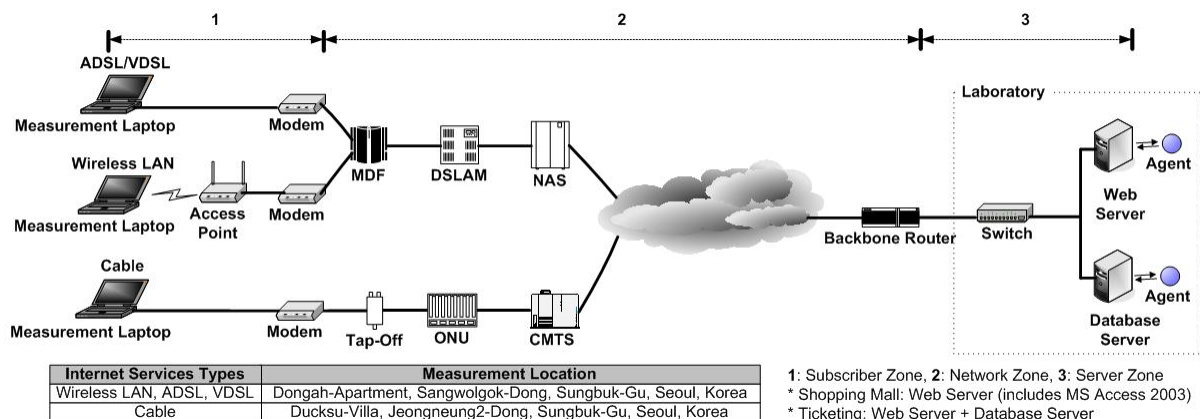 1 2 3
ADSL/VDSL
Measurement Laptop
Modem
Wireless LAN
Measurement Laptop
Access
Point
Modem
MDF
DSLAM
NAS
Cable
Measurement Laptop
Modem
Tap-Off
ONU
CMTS
Backbone Router
Laboratory
Switch
Web
Server
Agent
Database
Server
Agent
Internet Services Types Measurement Location
Wireless LAN, ADSL, VDSL Dongah-Apartment, Sangwolgok-Dong, Sungbuk-Gu, Seoul, Korea
Cable Ducksu-Villa, Jeongneung2-Dong, Sungbuk-Gu, Seoul, Korea
1: Subscriber Zone, 2: Network Zone, 3: Server Zone
* Shopping Mall: Web Server (includes MS Access 2003)
* Ticketing: Web Server + Database Server